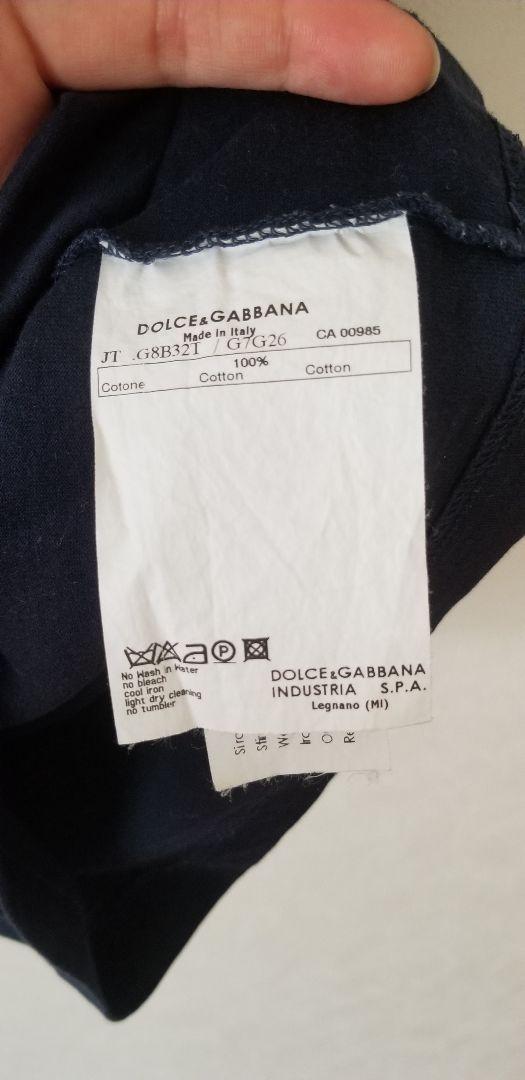 DOLCE&GABBANA
Made in Italy
JT .G8B32T / G7G26 CA 00985
100%
Cotone Cotton Cotton
P
No Wash in Water
no bleach
cool iron
light dry cleaning
no tumbler
DOLCE&GABBANA
INDUSTRIA S.P.A.
Legnano (MI)